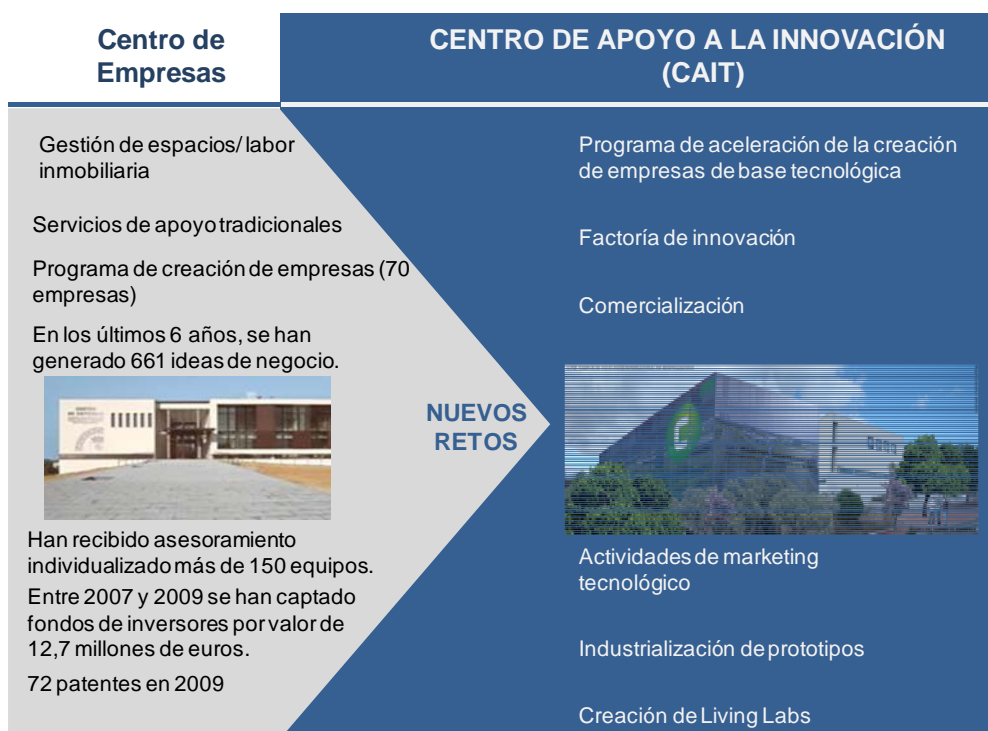 Centro de
Empresas
CENTRO DE APOYO A LA INNOVACIÓN
(CAIT)
Gestión de espacios/ labor
inmobiliaria
Servicios de apoyo tradicionales
Programa de creación de empresas (70
empresas)
En los últimos 6 años, se han
generado 661 ideas de negocio.
Han recibido asesoramiento
individualizado más de 150 equipos.
Entre 2007 y 2009 se han captado
fondos de inversores por valor de
12,7 millones de euros.
72 patentes en 2009
NUEVOS
RETOS
Programa de aceleración de la creación
de empresas de base tecnológica
Factoría de innovación
Comercialización
Actividades de marketing
tecnológico
Industrialización de prototipos
Creación de Living Labs